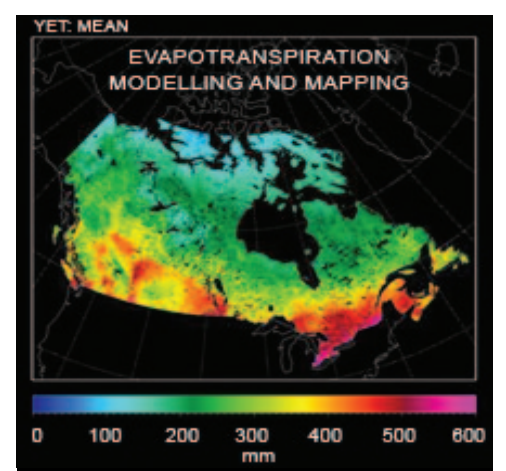 YET: MEAN
EVAPOTRANSPIRATION
MODELLING AND MAPPING
0 100 200 300 400 500 600
mm